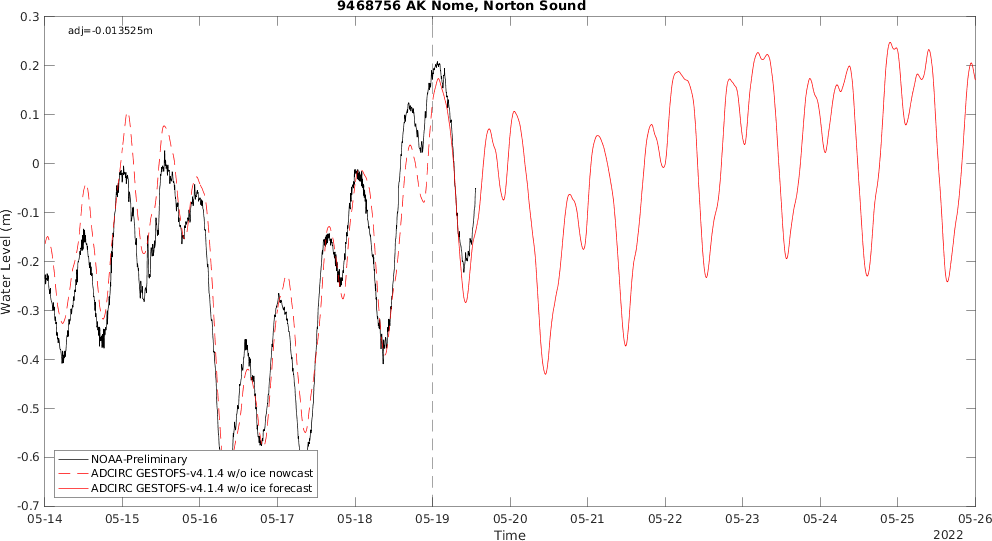 9468756 AK Nome, Norton Sound
adj=-0.013525m
0.3
0.2
0.1
0
-0.1
-0.2
-0.3
-0.4
-0.5
-0.6
-0.7
Water Level (m)
NOAA-Preliminary
ADCIRC GESTOFS-v4.1.4 w/o ice nowcast
ADCIRC GESTOFS-v4.1.4 w/o ice forecast
05-14 05-15 05-16 05-17 05-18 05-19 05-20 05-21 05-22 05-23 05-24 05-25 05-26
Time
2022